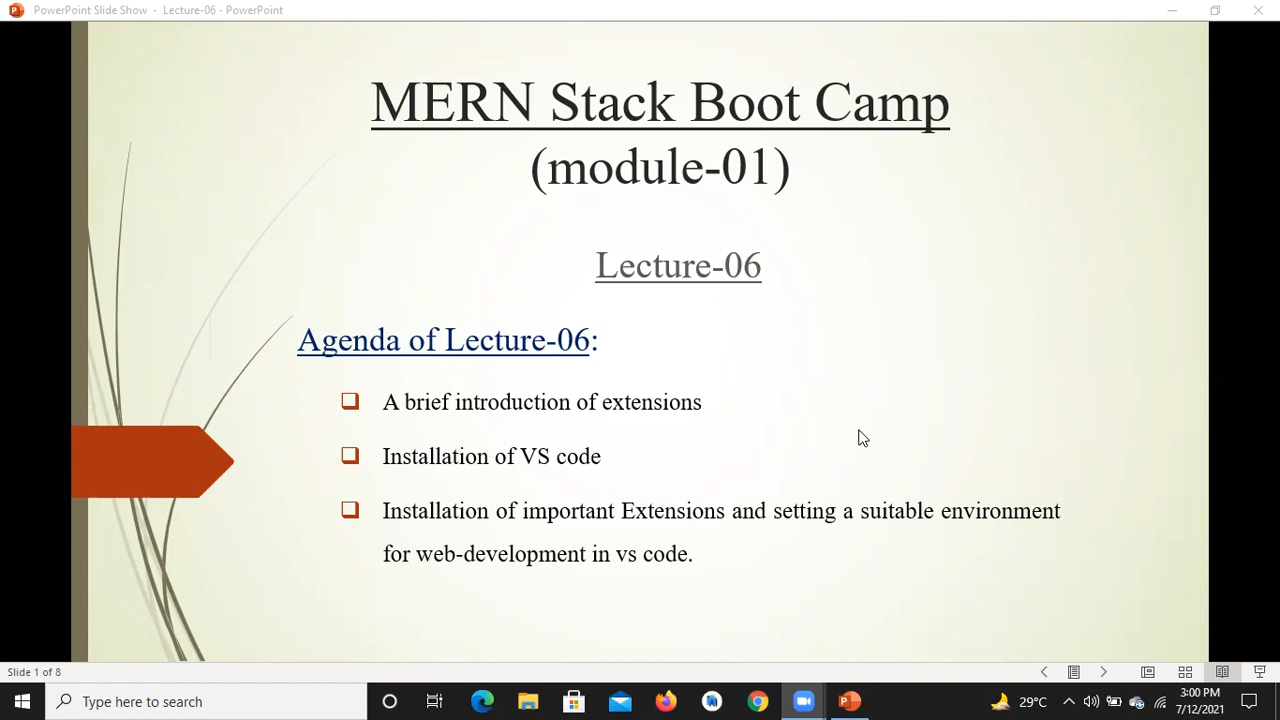 PowerPoint Slide Show - Lecture-06 - PowerPoint
MERN Stack Boot Camp
(module-01)
Lecture-06
Agenda of Lecture-06:
A brief introduction of extensions
Installation of VS code
Installation of important Extensions and setting a suitable environment
for web-development in vs code.
Slide 1 of 8
Type here to search
29°C
3:00 PM
7/12/2021